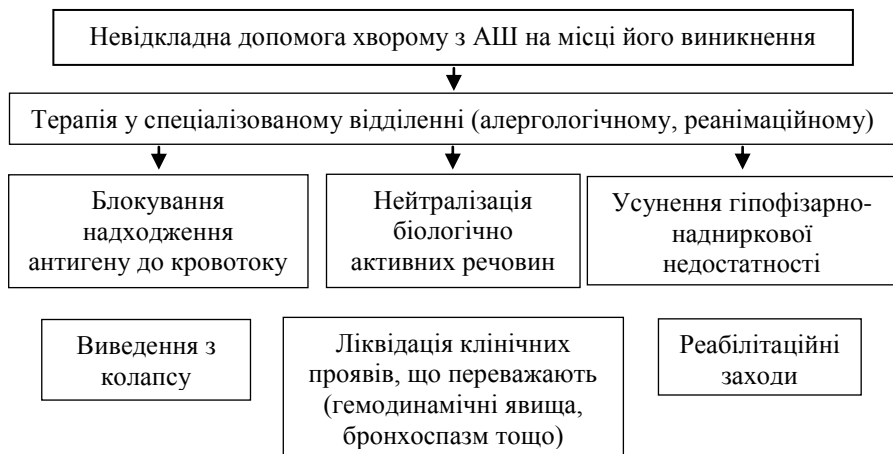 Невідкладна допомога хворому з АШ на місці його виникнення
Терапія у спеціалізованому відділенні (алергологічному, реанімаційному)
Блокування
надходження
антигену до кровотоку
Нейтралізація
біологічно
активних речовин
Усунення гіпофізарно-
надниркової
недостатності
Виведення з
колапсу
Ліквідація клінічних
проявів, що переважають
(гемодинамічні явища,
бронхоспазм тощо)
Реабілітаційні
заходи